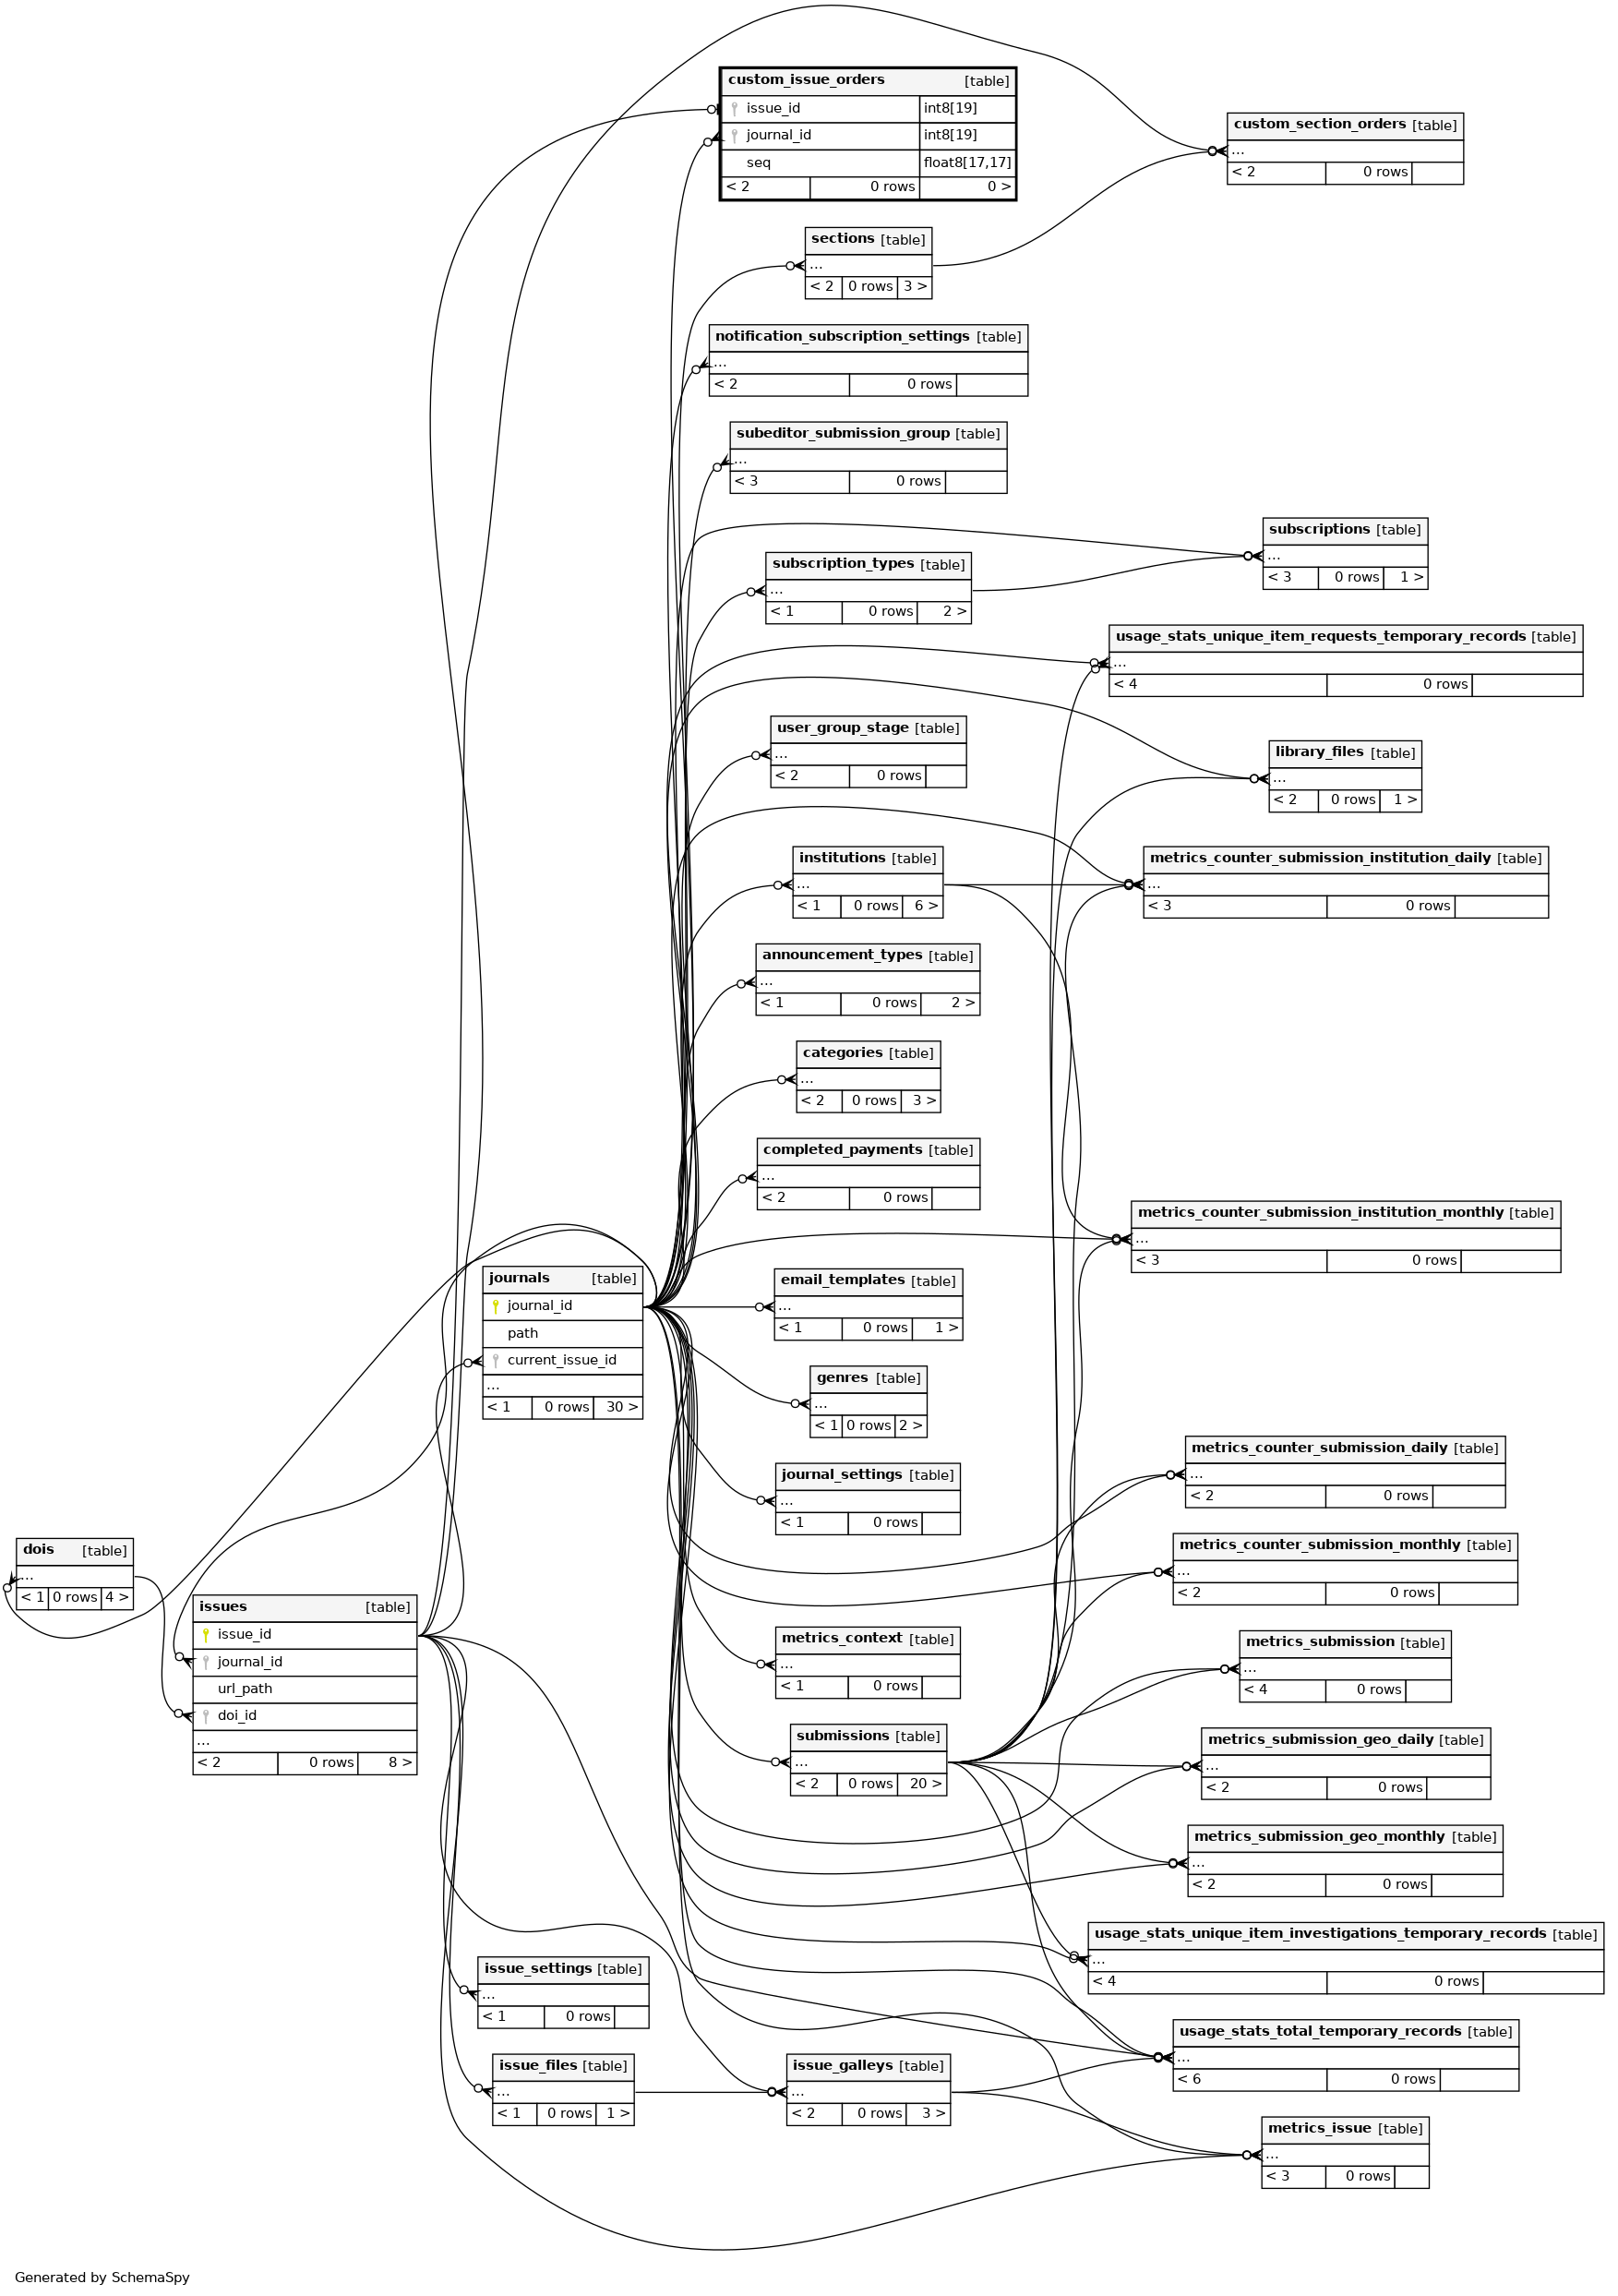 custom_issue_orders [table]
issue_id int8[19]
journal_id int8[19]
seq float8[17,17]
< 2 0 rows 0 >
custom_section_orders [table]
...
< 2 0 rows
sections [table]
...
< 2 0 rows 3 >
notification_subscription_settings [table]
...
< 2 0 rows
subeditor_submission_group [table]
...
< 3 0 rows
subscriptions [table]
...
< 3 0 rows 1 >
subscription_types [table]
...
< 1 0 rows 2 >
usage_stats_unique_item_requests_temporary_records [table]
...
< 4 0 rows
user_group_stage [table]
...
< 2 0 rows
library_files [table]
...
< 2 0 rows 1 >
institutions [table]
...
< 1 0 rows 6 >
metrics_counter_submission_institution_daily [table]
...
< 3 0 rows
announcement_types [table]
...
< 1 0 rows 2 >
categories [table]
...
< 2 0 rows 3 >
completed_payments [table]
...
< 2 0 rows
metrics_counter_submission_institution_monthly [table]
...
< 3 0 rows
journals [table]
journal_id
path
current_issue_id
...
< 1 0 rows 30 >
email_templates [table]
...
< 1 0 rows 1 >
genres [table]
...
< 1 0 rows 2 >
metrics_counter_submission_daily [table]
...
< 2 0 rows
journal_settings [table]
...
< 1 0 rows
dois [table]
...
< 1 0 rows 4 >
metrics_counter_submission_monthly [table]
...
< 2 0 rows
issues [table]
issue_id
journal_id
url_path
doi_id
...
< 2 0 rows 8 >
metrics_context [table]
...
< 1 0 rows
metrics_submission [table]
...
< 4 0 rows
submissions [table]
...
< 2 0 rows 20 >
metrics_submission_geo_daily [table]
...
< 2 0 rows
metrics_submission_geo_monthly [table]
...
< 2 0 rows
usage_stats_unique_item_investigations_temporary_records [table]
...
< 4 0 rows
issue_settings [table]
...
< 1 0 rows
usage_stats_total_temporary_records [table]
...
< 6 0 rows
issue_files [table]
...
< 1 0 rows 1 >
issue_galleys [table]
...
< 2 0 rows 3 >
metrics_issue [table]
...
< 3 0 rows
Generated by SchemaSpy